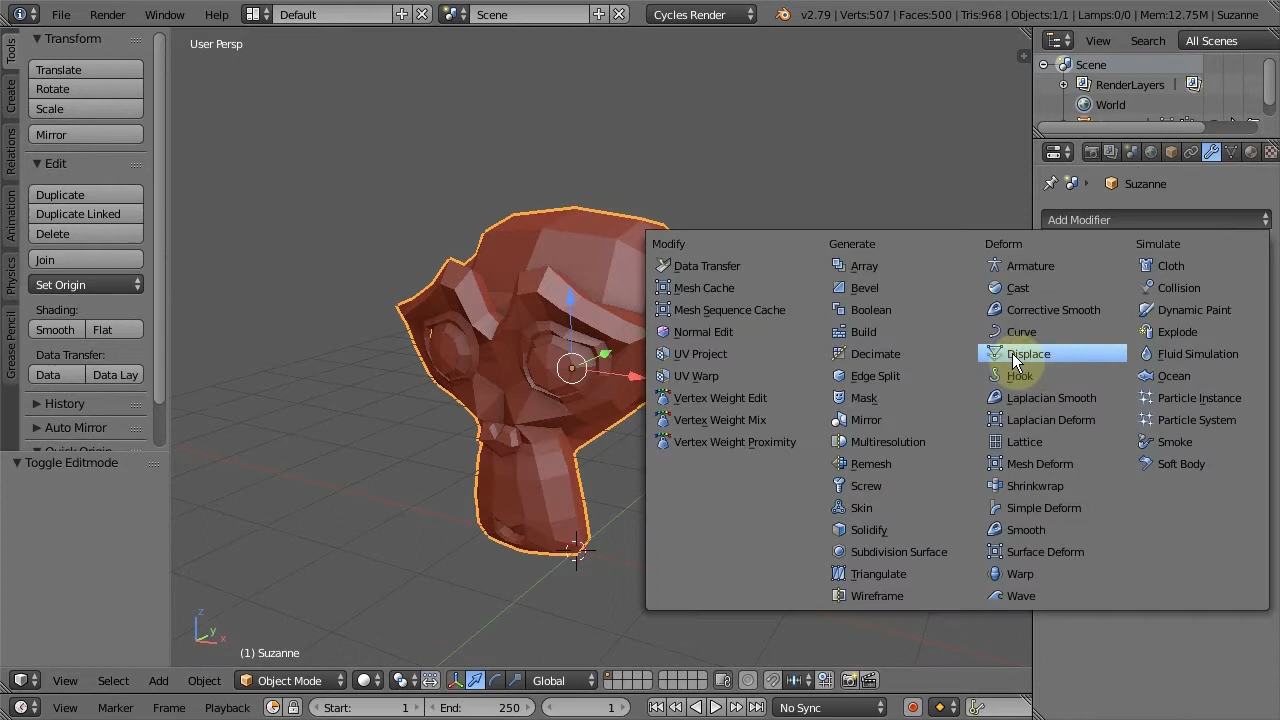 File
Render
Window
Help
Default
Scene
Cycles Render
v2.79 | Verts:507 | Faces:500 | Tris:968 | Objects:1/1 | Lamps:0/0 | Mem:12.75M | Suzanne
Tools
Create
Relations
Animation
Physics
Grease Pencil
Transform
Translate
Rotate
Scale
Mirror
Edit
Duplicate
Duplicate Linked
Delete
Join
Set Origin
Shading:
Smooth
Flat
Data Transfer:
Data
Data Lay
History
Auto Mirror
Toggle Editmode
User Persp
z
y
x
(1) Suzanne
View
Search
All Scenes
Scene
RenderLayers
World
Suzanne
Add Modifier
Modify
Data Transfer
Mesh Cache
Mesh Sequence Cache
Normal Edit
UV Project
UV Warp
Vertex Weight Edit
Vertex Weight Mix
Vertex Weight Proximity
Generate
Array
Bevel
Boolean
Build
Decimate
Edge Split
Mask
Mirror
Multiresolution
Remesh
Screw
Skin
Solidify
Subdivision Surface
Triangulate
Wireframe
Deform
Armature
Cast
Corrective Smooth
Curve
Displace
Hook
Laplacian Smooth
Laplacian Deform
Lattice
Mesh Deform
Shrinkwrap
Simple Deform
Smooth
Surface Deform
Warp
Wave
Simulate
Cloth
Collision
Dynamic Paint
Explode
Fluid Simulation
Ocean
Particle Instance
Particle System
Smoke
Soft Body
View
Select
Add
Object
Object Mode
Global
View
Marker
Frame
Playback
Start: 1
End: 250
1
No Sync